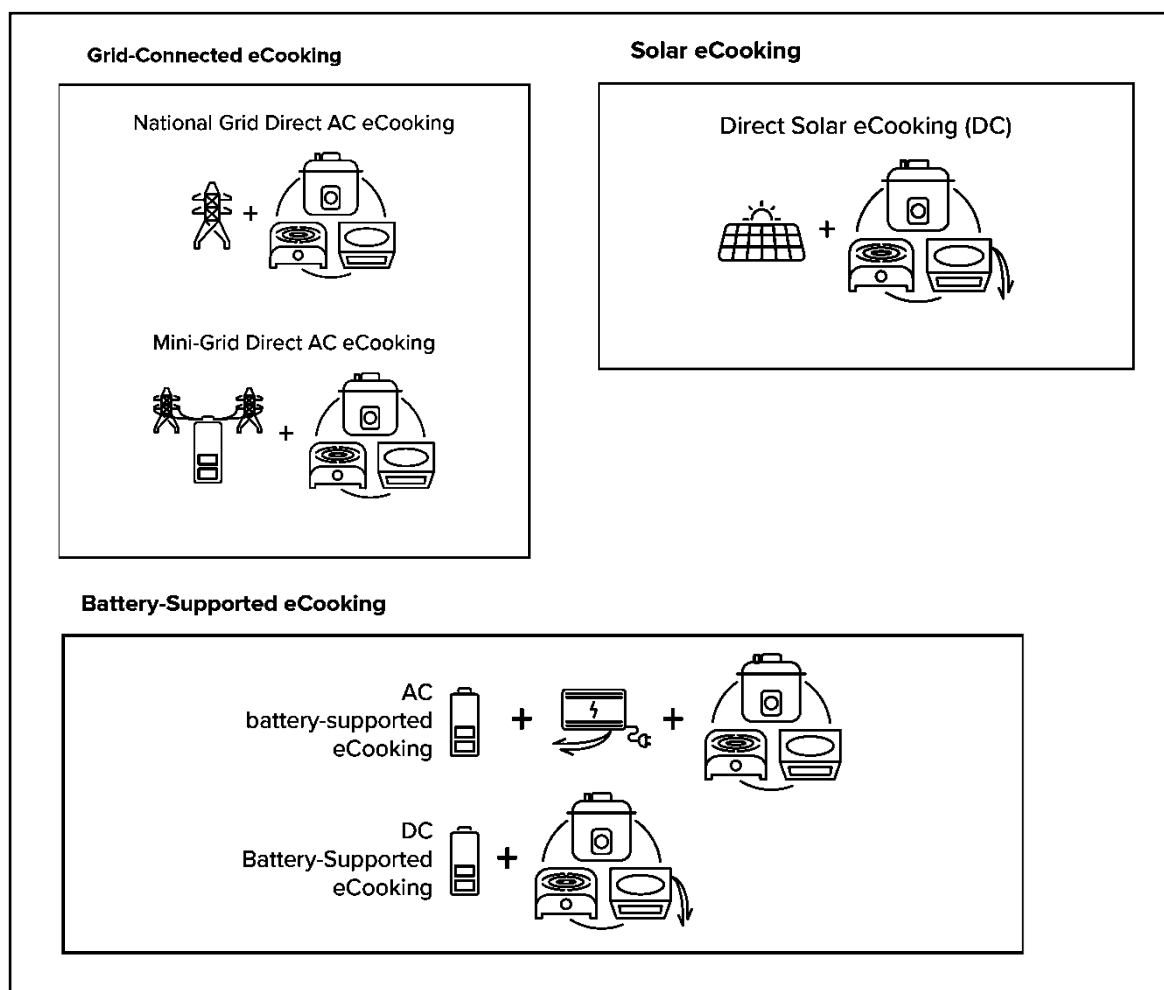 Grid-Connected eCooking
National Grid Direct AC eCooking
Mini-Grid Direct AC eCooking
Solar eCooking
Direct Solar eCooking (DC)
Battery-Supported eCooking
AC
battery-supported
eCooking
DC
Battery-Supported
eCooking